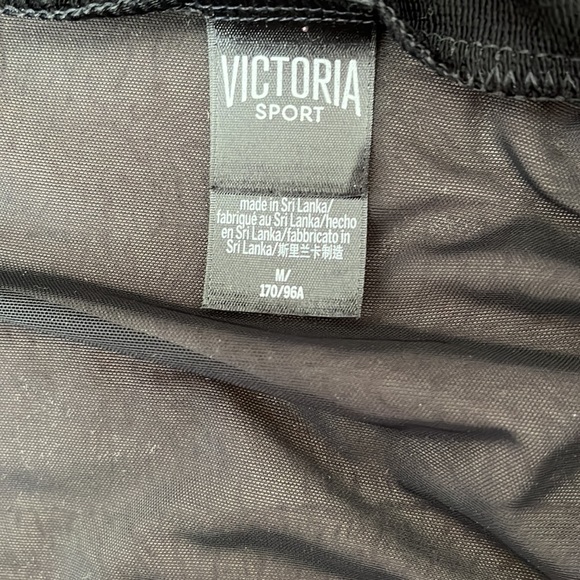 VICTORIA
SPORT
made in Sri Lanka/
fabriqué au Sri Lanka/hecho
en Sri Lanka/fabbricato in
Sri Lanka/斯里兰卡制造
M/
170/96A